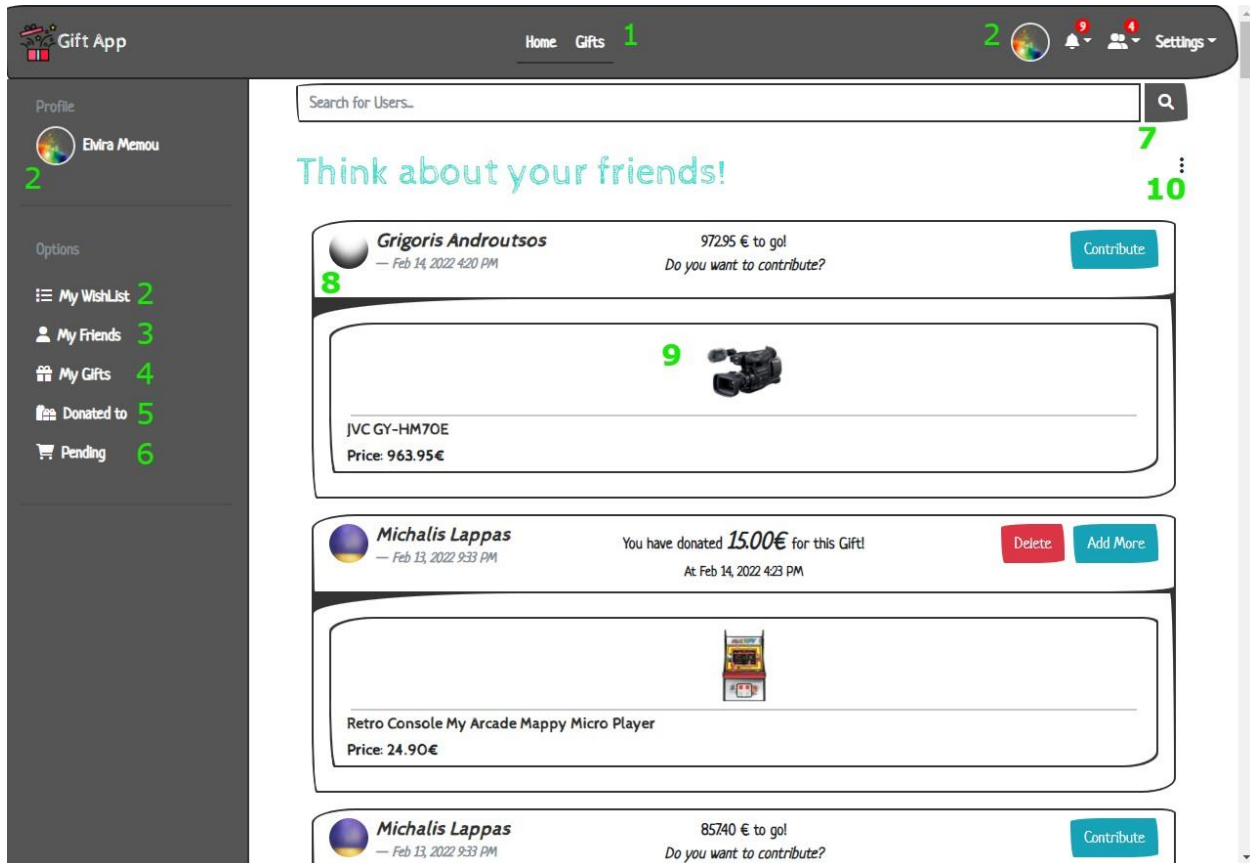 Gift App
Home Gifts 1
2 9 4 Settings
Profile
Elvira Memou
2
Options
My WishList 2
My Friends 3
My Gifts 4
Donated to 5
Pending 6
Search for Users...
7
Think about your friends!
10
Grigoris Androutsos
— Feb 14, 2022 4:20 PM
8
972.95 € to go!
Do you want to contribute?
Contribute
9
JVC GY-HM70E
Price: 963.95€
Michalis Lappas
— Feb 13, 2022 9:33 PM
You have donated 15.00€ for this Gift!
At Feb 14, 2022 4:23 PM
Delete Add More
Retro Console My Arcade Mappy Micro Player
Price: 24.90€
Michalis Lappas
— Feb 13, 2022 9:33 PM
857.40 € to go!
Do you want to contribute?
Contribute